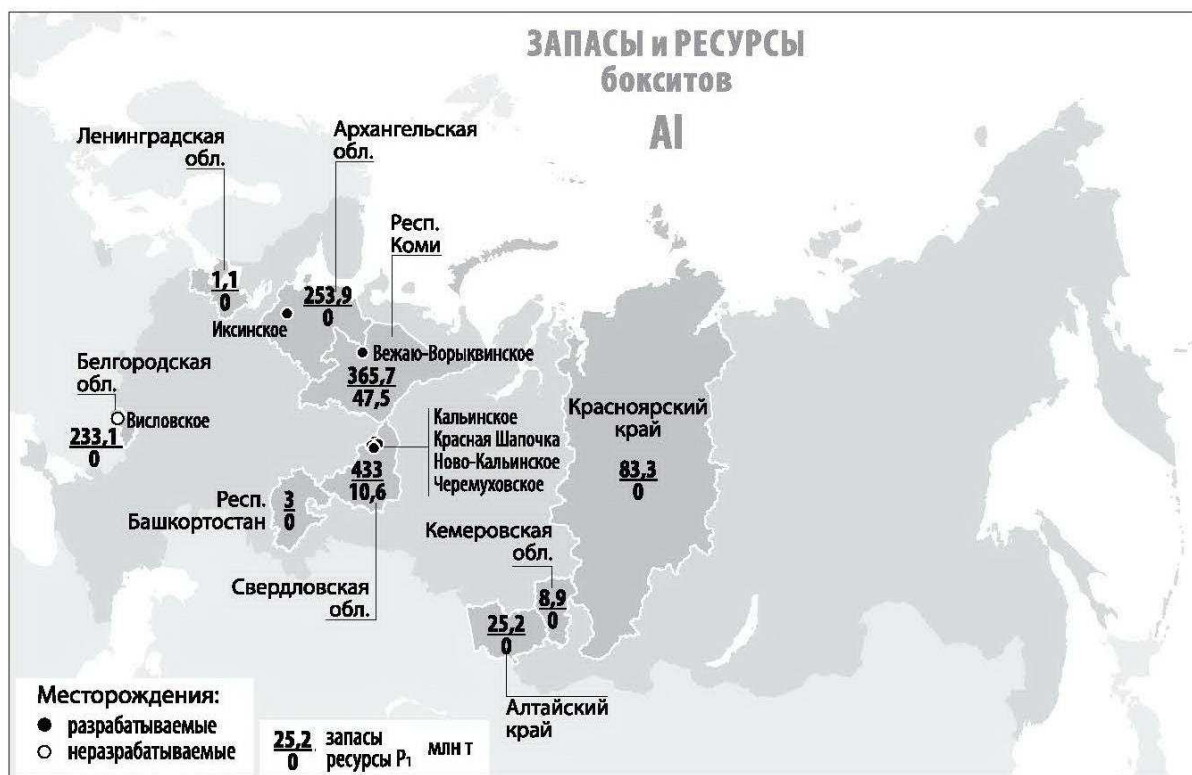 ЗАПАСЫ и РЕСУРСЫ
бокситов
Al
Ленинградская
обл.
1,1
0
Архангельская
обл.
253,9
0
Иксинское
Респ.
Коми
Вежаю-Ворыквинское
365,7
47,5
Белгородская
обл.
Висловское
233,1
0
Кальинское
Красная Шапочка
Ново-Кальинское
Черемуховское
433
10,6
Красноярский
край
83,3
0
Респ.
Башкортостан
3
0
Свердловская
обл.
Кемеровская
обл.
8,9
0
25,2
0
Алтайский
край
Месторождения:
разрабатываемые
неразрабатываемые
25,2 запасы
0 ресурсы P₁
млн т